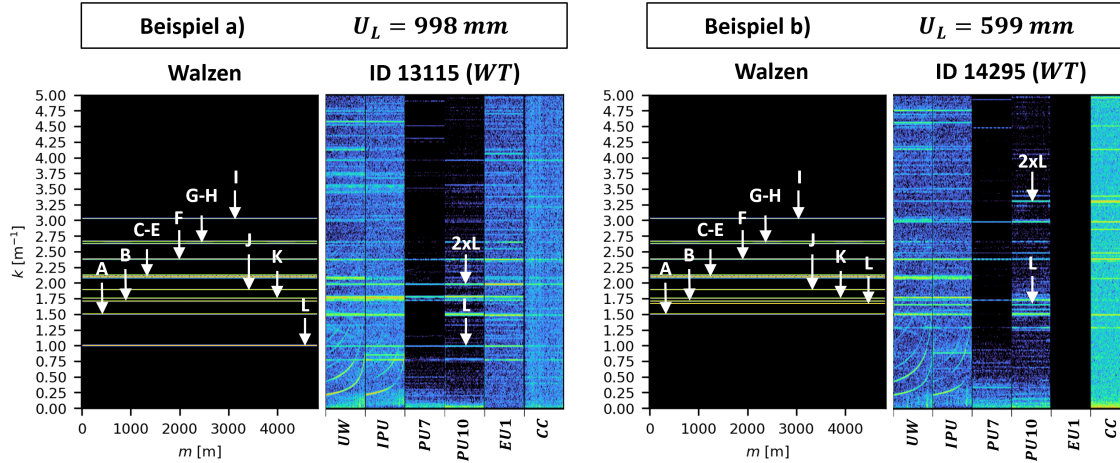 Beispiel a) U_L = 998 mm
Walzen ID 13115 (WT)
5.00
4.75
4.50
4.25
4.00
3.75
3.50
3.25
3.00
2.75
2.50
2.25
2.00
1.75
1.50
1.25
1.00
0.75
0.50
0.25
0.00
k [m⁻¹]
I
G-H
F
C-E
J
B
K
A
L
2xL
L
0 1000 2000 3000 4000
m [m]
UW IPU PU7 PU10 EU1 CC
Beispiel b) U_L = 599 mm
Walzen ID 14295 (WT)
5.00
4.75
4.50
4.25
4.00
3.75
3.50
3.25
3.00
2.75
2.50
2.25
2.00
1.75
1.50
1.25
1.00
0.75
0.50
0.25
0.00
I
G-H
F
C-E
J
B
K
L
A
2xL
L
0 1000 2000 3000 4000
m [m]
UW IPU PU7 PU10 EU1 CC